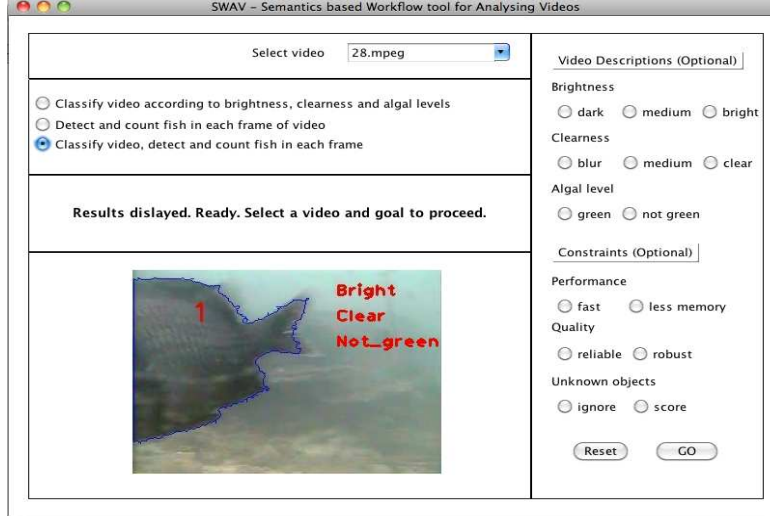 SWAV – Semantics based Workflow tool for Analysing Videos
Select video 28.mpeg
Classify video according to brightness, clearness and algal levels
Detect and count fish in each frame of video
Classify video, detect and count fish in each frame
Results dislayed. Ready. Select a video and goal to proceed.
1
Bright
Clear
Not_green
Video Descriptions (Optional)
Brightness
dark medium bright
Clearness
blur medium clear
Algal level
green not green
Constraints (Optional)
Performance
fast less memory
Quality
reliable robust
Unknown objects
ignore score
Reset GO